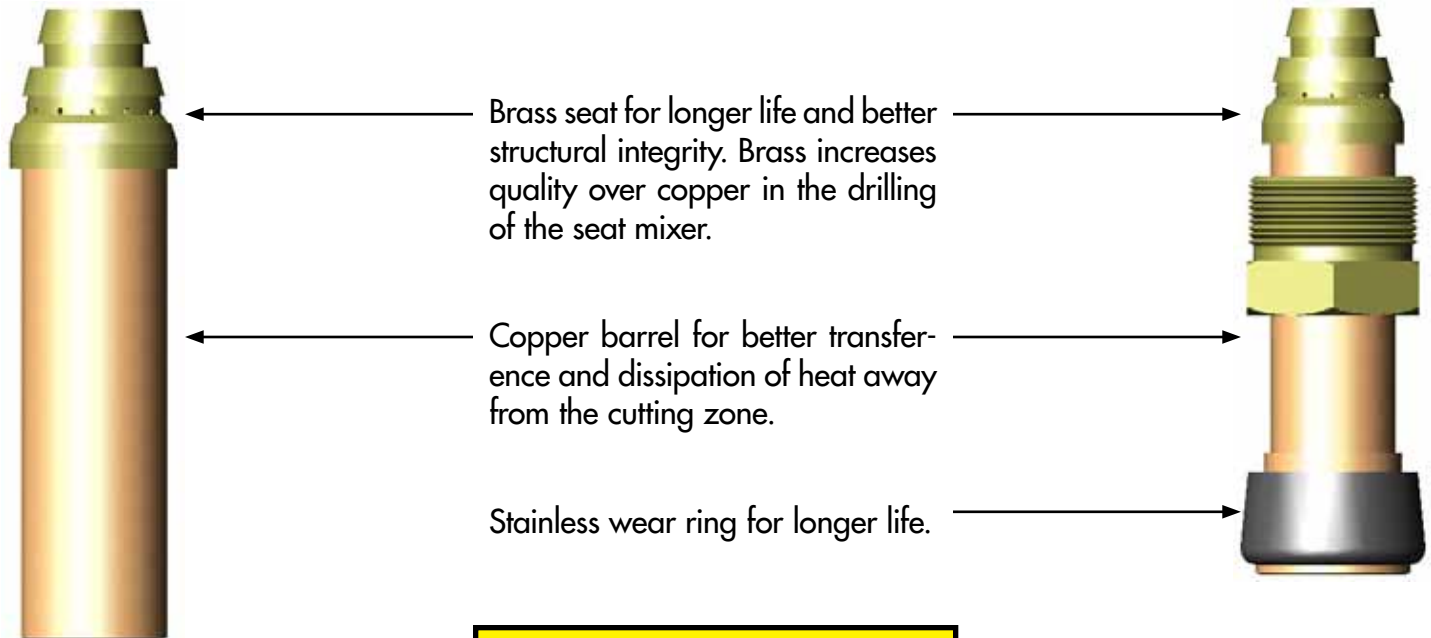 Brass seat for longer life and better
structural integrity. Brass increases
quality over copper in the drilling
of the seat mixer.
Copper barrel for better transfer-
ence and dissipation of heat away
from the cutting zone.
Stainless wear ring for longer life.